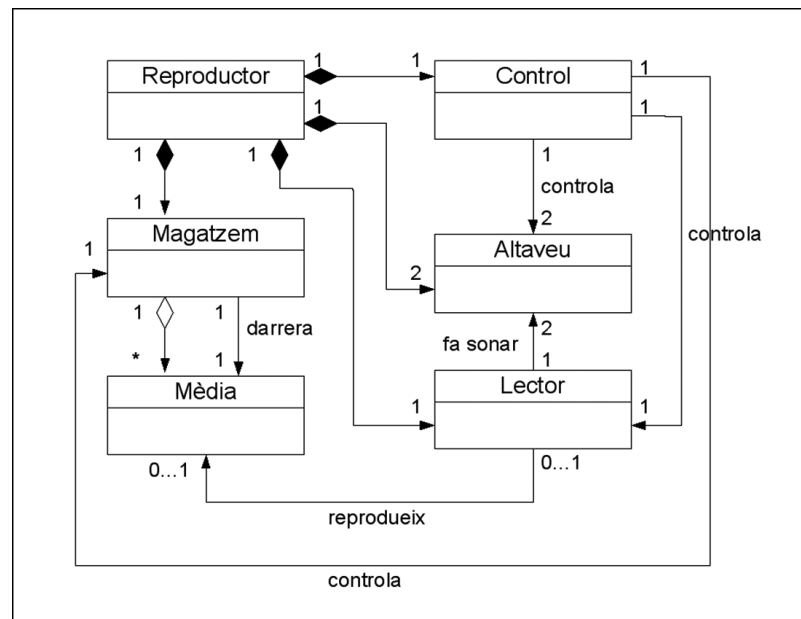 Reproductor
1
1
Control
1
1
1
1
1
1
1
controla
1
2
controla
Magatzem
1
Altaveu
2
1
1
darrera
2
fa sonar
*
1
1
Mèdia
Lector
1
1
0...1
0...1
reprodueix
controla